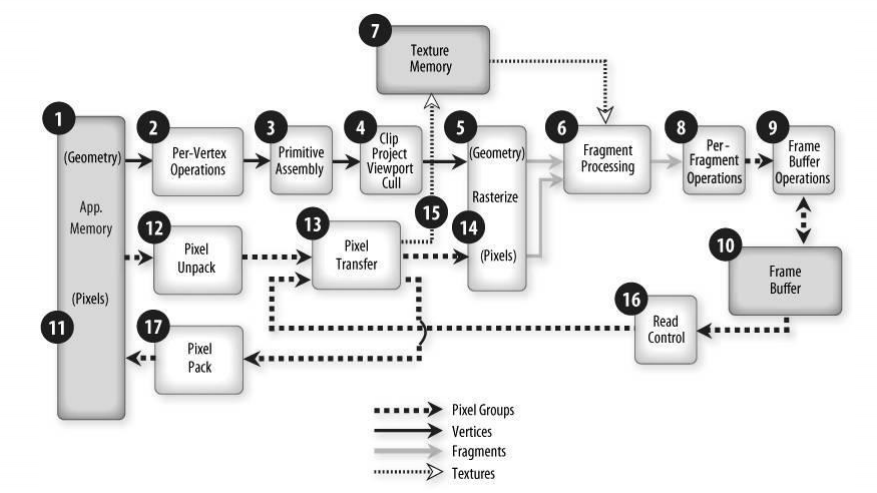 7
Texture
Memory
1
(Geometry)
App.
Memory
(Pixels)
11
2
Per-Vertex
Operations
3
Primitive
Assembly
4
Clip
Project
Viewport
Cull
5
(Geometry)
Rasterize
14
(Pixels)
6
Fragment
Processing
8
Per-
Fragment
Operations
9
Frame
Buffer
Operations
12
Pixel
Unpack
13
Pixel
Transfer
15
10
Frame
Buffer
16
Read
Control
17
Pixel
Pack
Pixel Groups
Vertices
Fragments
Textures